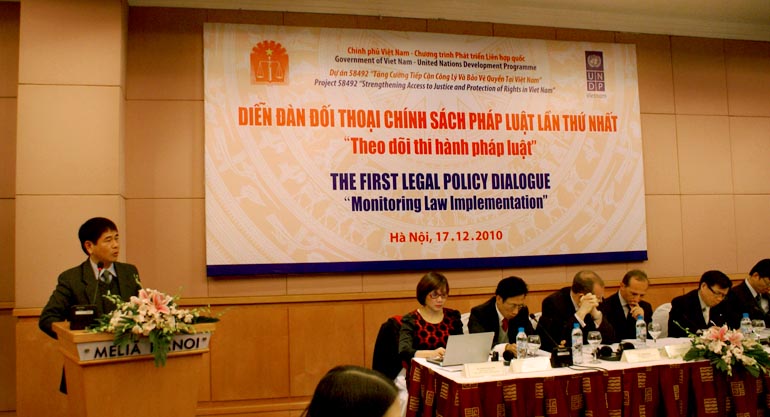 Chính phủ Việt Nam - Chương trình Phát triển Liên hợp quốc
Government of Viet Nam - United Nations Development Programme
Dự án 58492 "Tăng Cường Tiếp Cận Công Lý Và Bảo Vệ Quyền Tại Việt Nam"
Project 58492 "Strengthening Access to Justice and Protection of Rights in Viet Nam"
UN
DP
Vietnam
DIỄN ĐÀN ĐỐI THOẠI CHÍNH SÁCH PHÁP LUẬT LẦN THỨ NHẤT
"Theo dõi thi hành pháp luật"
THE FIRST LEGAL POLICY DIALOGUE
"Monitoring Law Implementation"
Hà Nội, 17.12.2010
MELIÃ HANOI